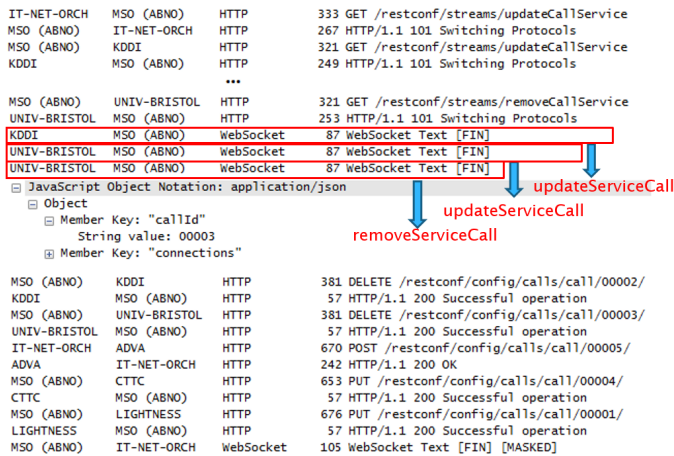 IT-NET-ORCH MSO (ABNO) HTTP 333 GET /restconf/streams/updateCallService
MSO (ABNO) IT-NET-ORCH HTTP 267 HTTP/1.1 101 Switching Protocols
MSO (ABNO) KDDI HTTP 321 GET /restconf/streams/updateCallService
KDDI MSO (ABNO) HTTP 249 HTTP/1.1 101 Switching Protocols
...
MSO (ABNO) UNIV-BRISTOL HTTP 321 GET /restconf/streams/removeCallService
UNIV-BRISTOL MSO (ABNO) HTTP 253 HTTP/1.1 101 Switching Protocols
KDDI MSO (ABNO) WebSocket 87 WebSocket Text [FIN]
UNIV-BRISTOL MSO (ABNO) WebSocket 87 WebSocket Text [FIN]
UNIV-BRISTOL MSO (ABNO) WebSocket 87 WebSocket Text [FIN]
JavaScript Object Notation: application/json
updateServiceCall
Object
updateServiceCall
Member Key: "callId"
String value: 00003
removeServiceCall
Member Key: "connections"
MSO (ABNO) KDDI HTTP 381 DELETE /restconf/config/calls/call/00002/
KDDI MSO (ABNO) HTTP 57 HTTP/1.1 200 Successful operation
MSO (ABNO) UNIV-BRISTOL HTTP 381 DELETE /restconf/config/calls/call/00003/
UNIV-BRISTOL MSO (ABNO) HTTP 57 HTTP/1.1 200 Successful operation
IT-NET-ORCH ADVA HTTP 670 POST /restconf/config/calls/call/00005/
ADVA IT-NET-ORCH HTTP 242 HTTP/1.1 200 OK
MSO (ABNO) CTTC HTTP 653 PUT /restconf/config/calls/call/00004/
CTTC MSO (ABNO) HTTP 57 HTTP/1.1 200 Successful operation
MSO (ABNO) LIGHTNESS HTTP 676 PUT /restconf/config/calls/call/00001/
LIGHTNESS MSO (ABNO) HTTP 57 HTTP/1.1 200 Successful operation
MSO (ABNO) IT-NET-ORCH WebSocket 105 WebSocket Text [FIN] [MASKED]